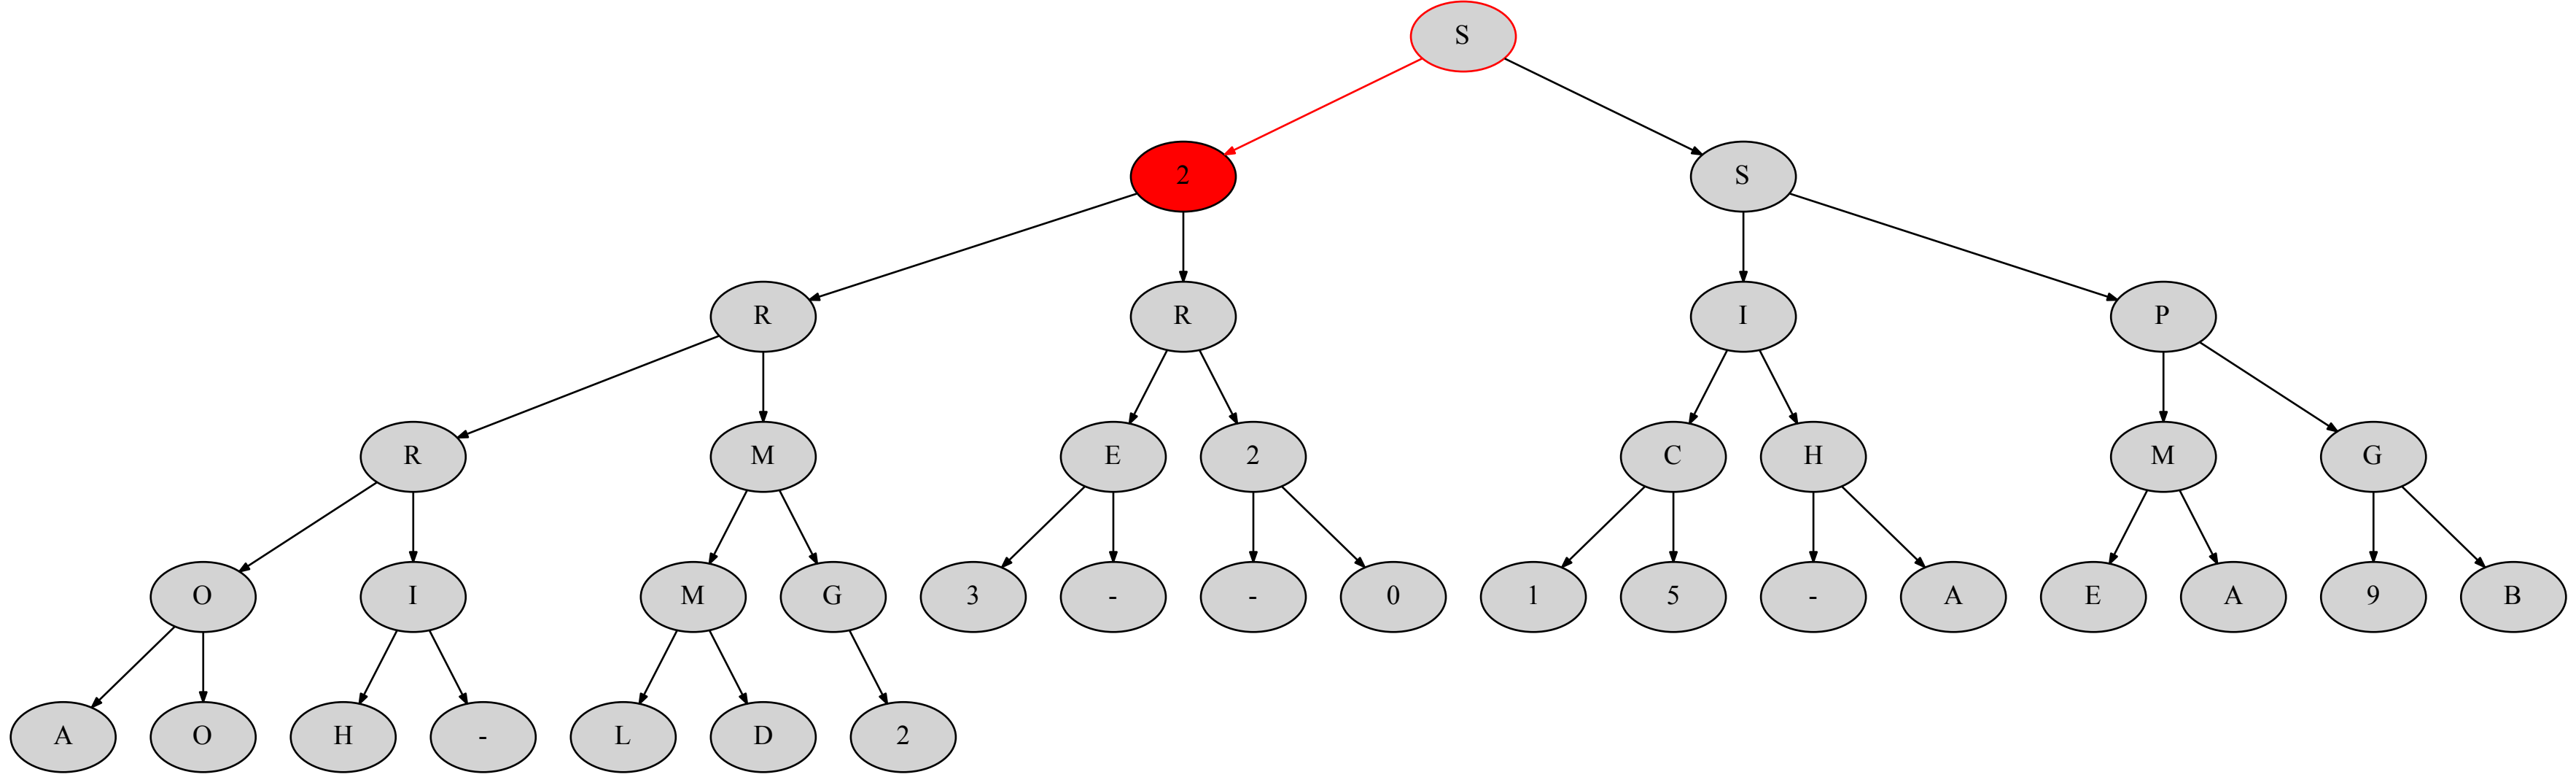 S
2 S
R R I P
R M E 2 C H M G
O I M G 3 - - 0 1 5 - A E A 9 B
A O H - L D 2